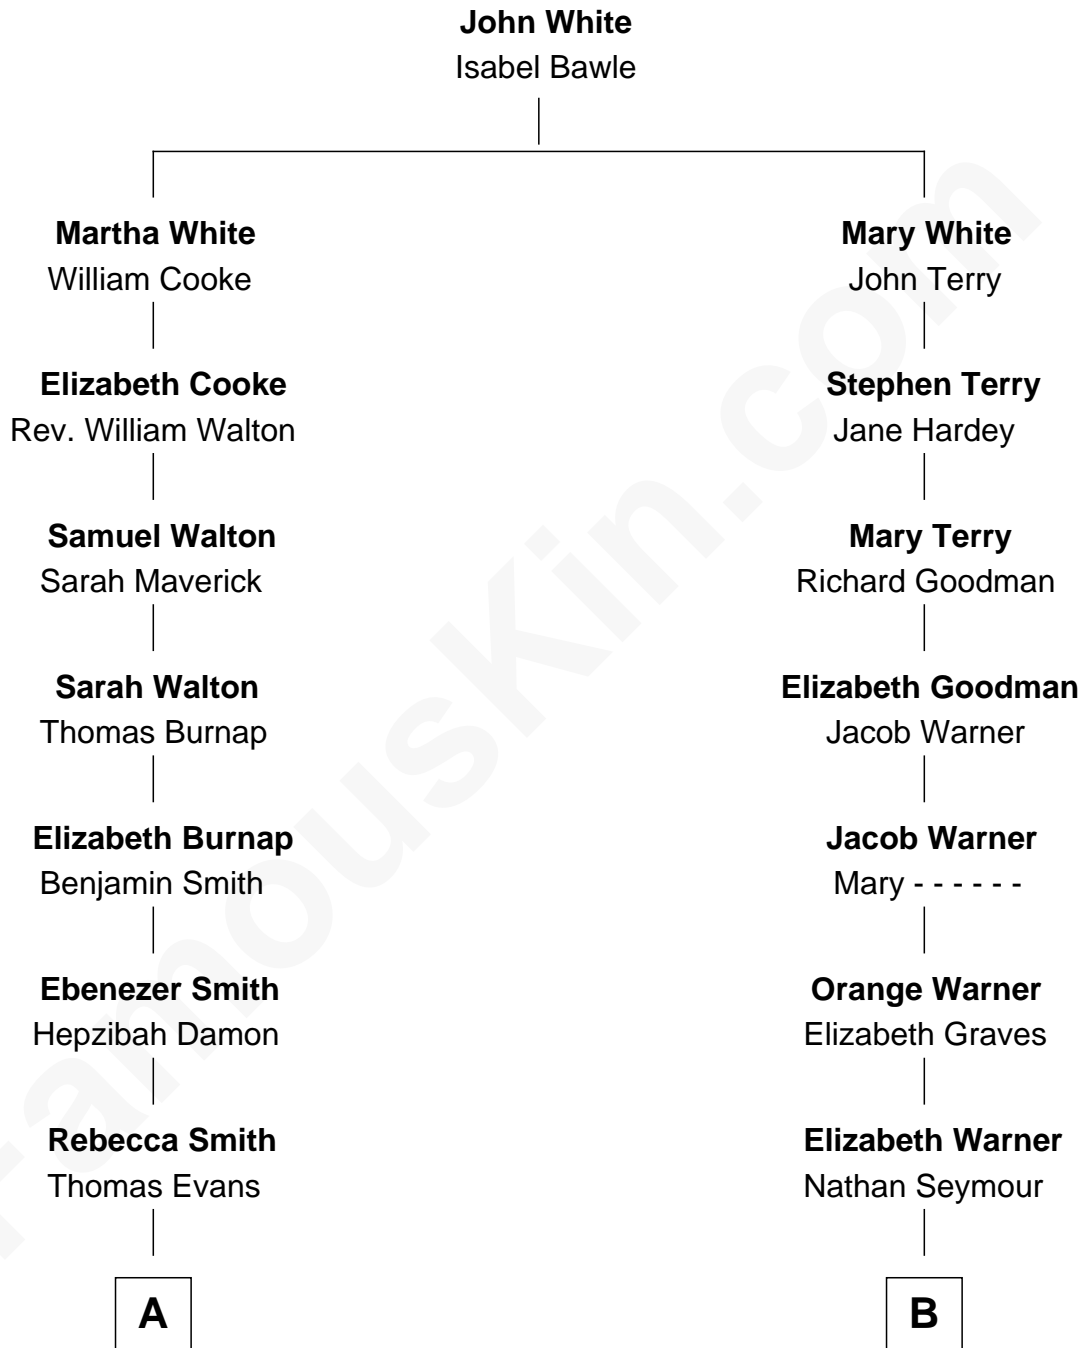 John White
Isabel Bawle
Martha White
William Cooke
Mary White
John Terry
Elizabeth Cooke
Rev. William Walton
Stephen Terry
Jane Hardey
Samuel Walton
Sarah Maverick
Mary Terry
Richard Goodman
Sarah Walton
Thomas Burnap
Elizabeth Goodman
Jacob Warner
Elizabeth Burnap
Benjamin Smith
Jacob Warner
Mary - - - - - -
Ebenezer Smith
Hepzibah Damon
Orange Warner
Elizabeth Graves
Rebecca Smith
Thomas Evans
Elizabeth Warner
Nathan Seymour
A
B
FamousKin.com